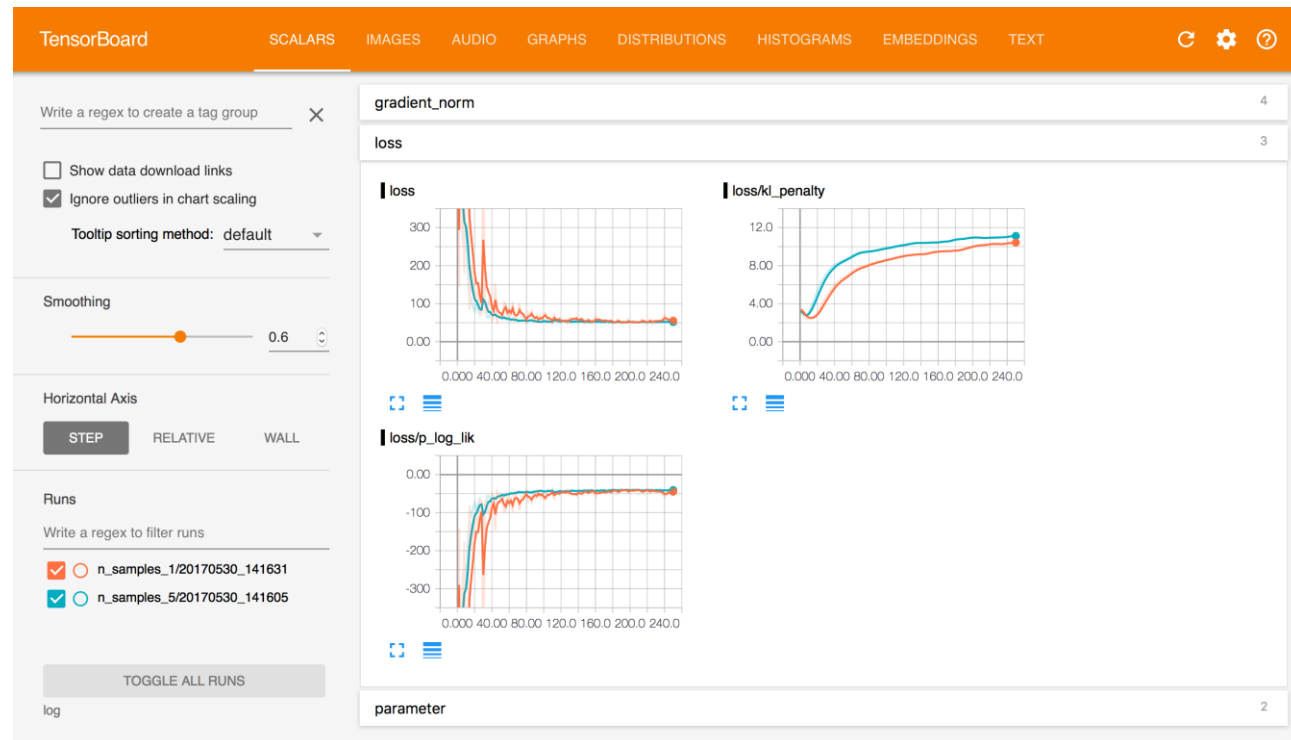 TensorBoard SCALARS IMAGES AUDIO GRAPHS DISTRIBUTIONS HISTOGRAMS EMBEDDINGS TEXT
Write a regex to create a tag group
Show data download links
Ignore outliers in chart scaling
Tooltip sorting method: default
Smoothing
0.6
Horizontal Axis
STEP RELATIVE WALL
Runs
Write a regex to filter runs
n_samples_1/20170530_141631
n_samples_5/20170530_141605
TOGGLE ALL RUNS
log
gradient_norm 4
loss 3
loss
300
200
100
0.00
0.000 40.00 80.00 120.0 160.0 200.0 240.0
loss/kl_penalty
12.0
8.00
4.00
0.00
0.000 40.00 80.00 120.0 160.0 200.0 240.0
loss/p_log_lik
0.00
-100
-200
-300
0.000 40.00 80.00 120.0 160.0 200.0 240.0
parameter 2